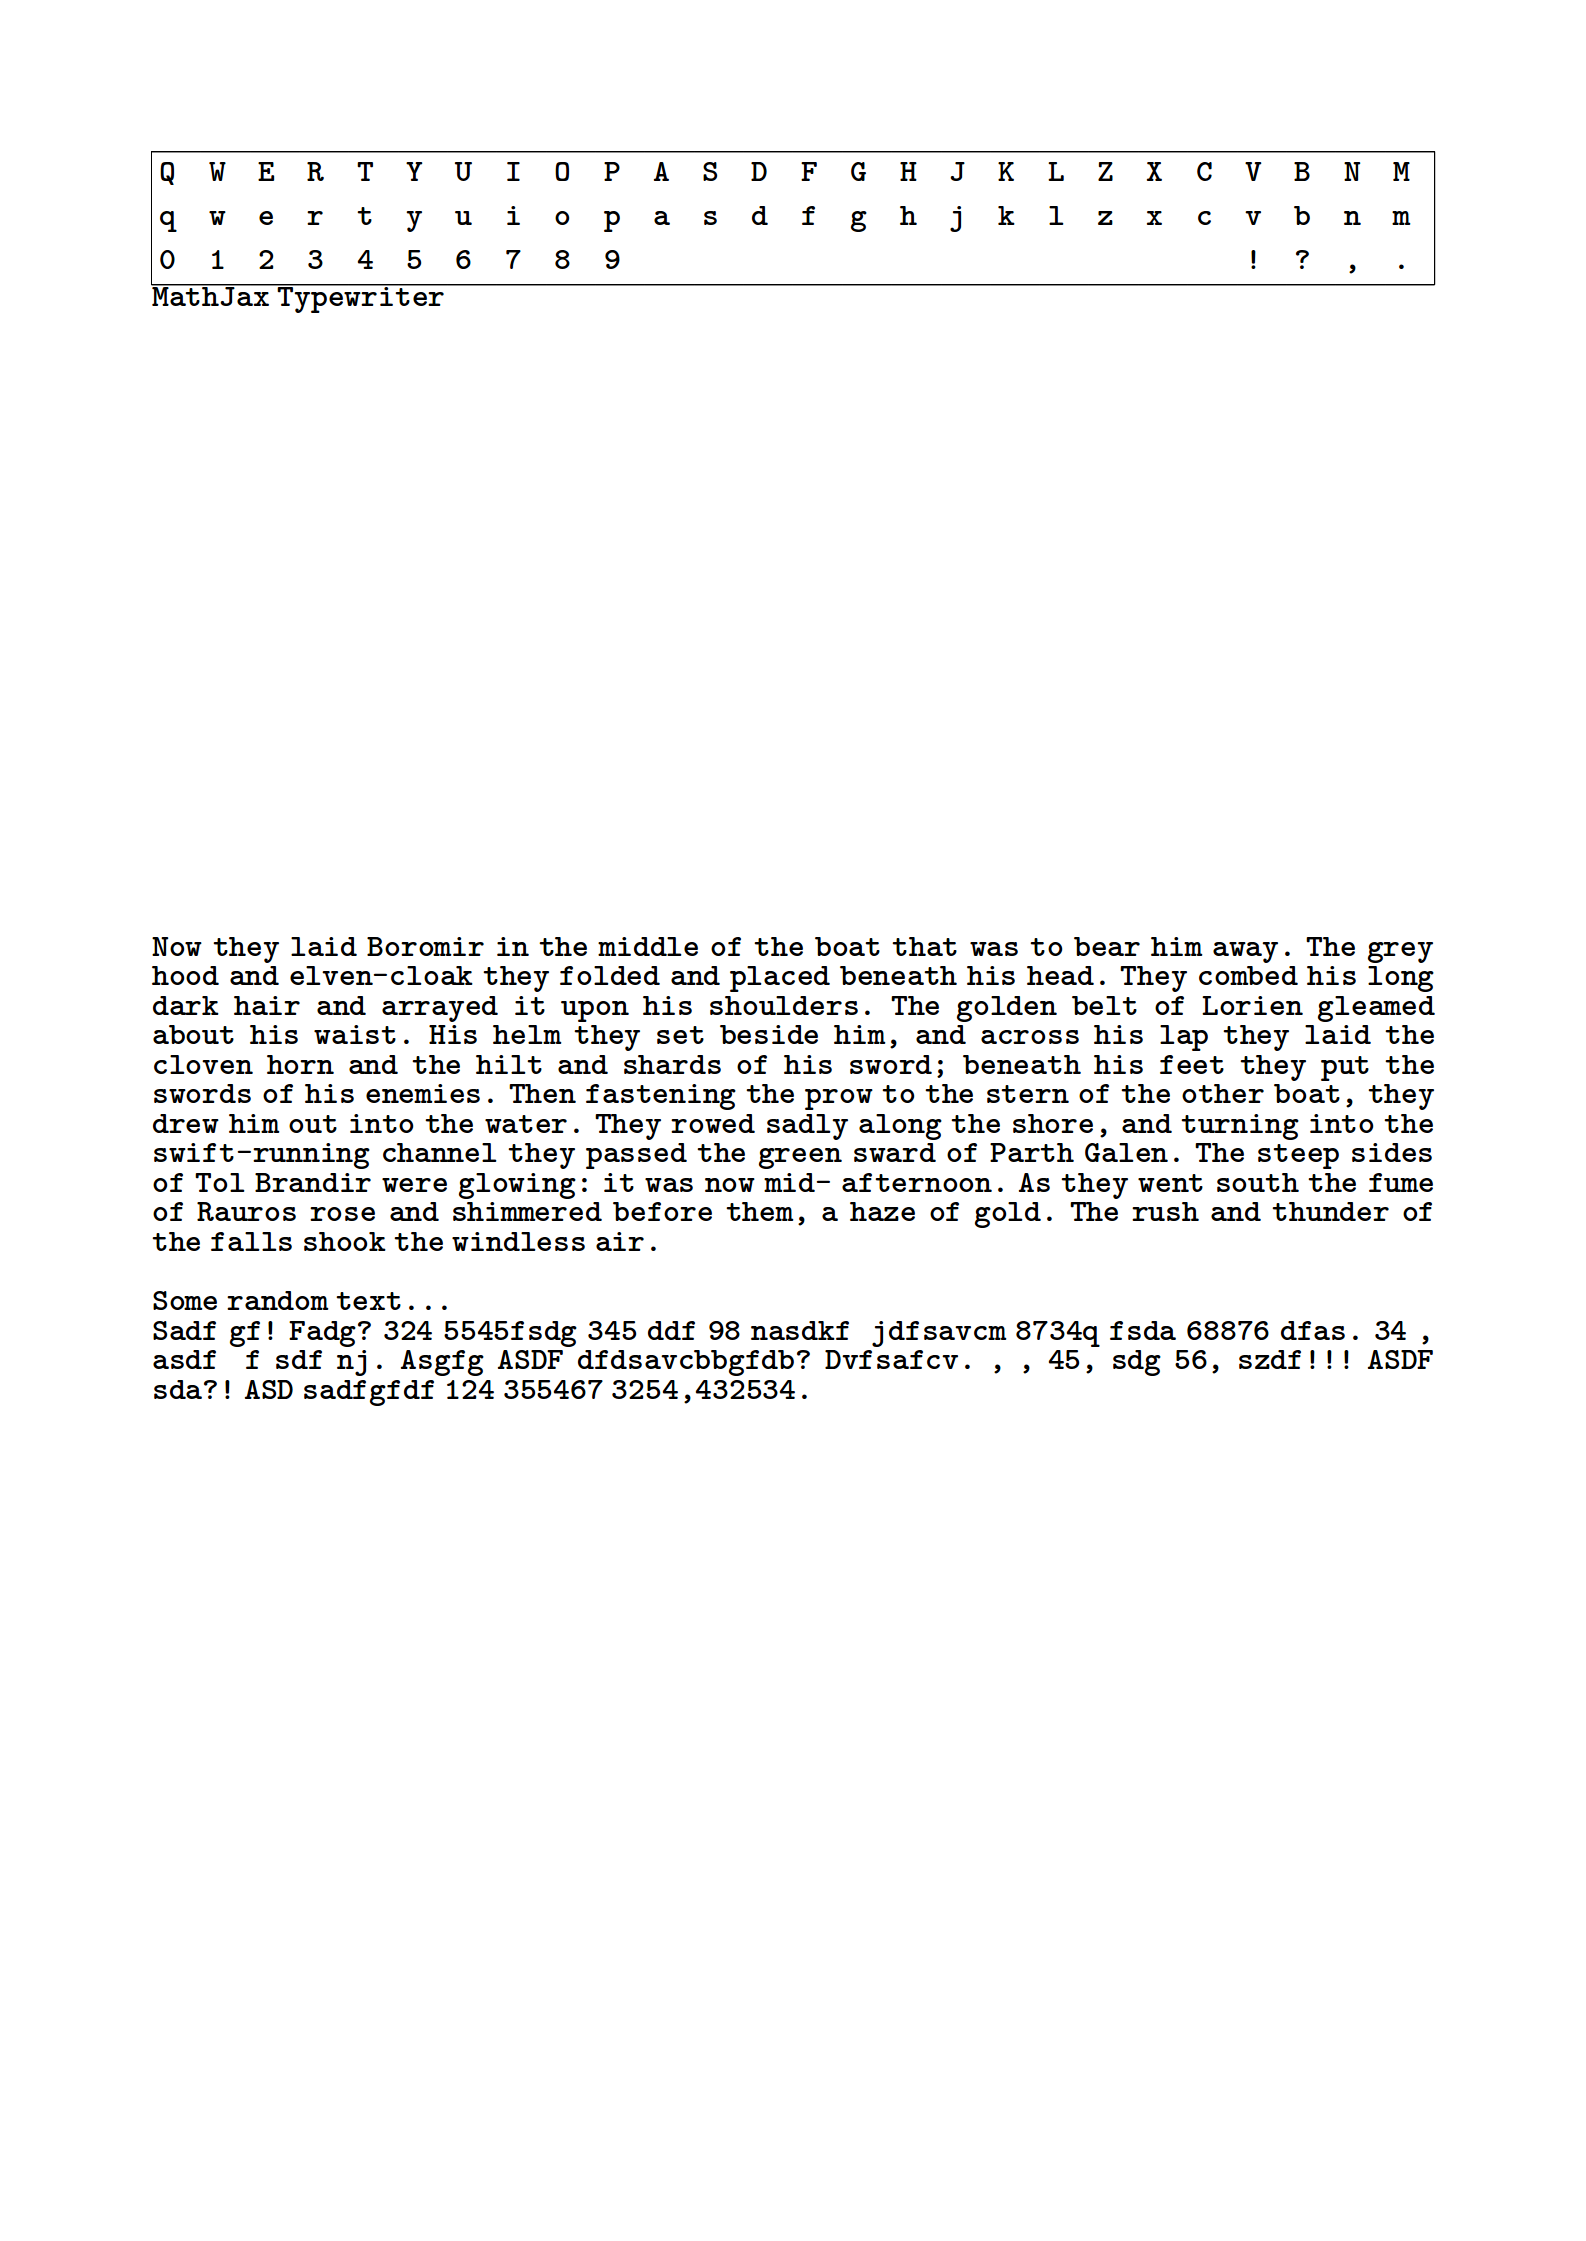 Q W E R T Y U I O P A S D F G H J K L Z X C V B N M
q w e r t y u i o p a s d f g h j k l z x c v b n m
0 1 2 3 4 5 6 7 8 9 ! ? , .
MathJax Typewriter
Now they laid Boromir in the middle of the boat that was to bear him away. The grey
hood and elven-cloak they folded and placed beneath his head. They combed his long
dark hair and arrayed it upon his shoulders. The golden belt of Lorien gleamed
about his waist. His helm they set beside him, and across his lap they laid the
cloven horn and the hilt and shards of his sword; beneath his feet they put the
swords of his enemies. Then fastening the prow to the stern of the other boat, they
drew him out into the water. They rowed sadly along the shore, and turning into the
swift-running channel they passed the green sward of Parth Galen. The steep sides
of Tol Brandir were glowing: it was now mid- afternoon. As they went south the fume
of Rauros rose and shimmered before them, a haze of gold. The rush and thunder of
the falls shook the windless air.
Some random text...
Sadf gf! Fadg? 324 5545fsdg 345 ddf 98 nasdkf jdfsavcm 8734q fsda 68876 dfas. 34 ,
asdf f sdf nj. Asgfg ASDF dfdsavcbbgfdb? Dvfsafcv. , , 45, sdg 56, szdf!!! ASDF
sda?! ASD sadfgfdf 124 355467 3254,432534.